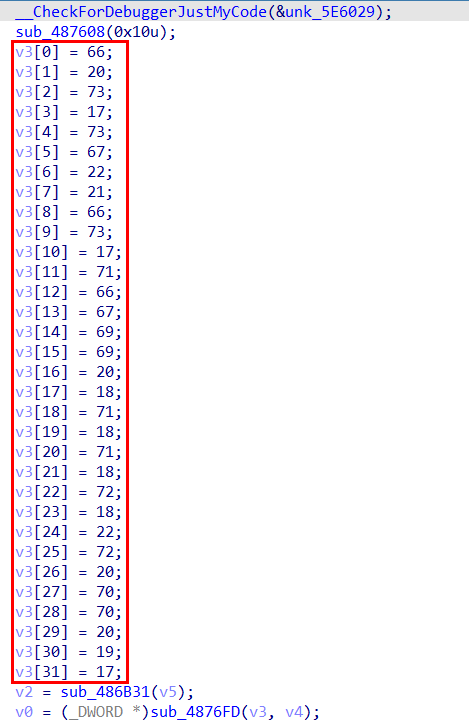 __CheckForDebuggerJustMyCode(&unk_5E6029);
sub_487608(0x10u);
v3[0] = 66;
v3[1] = 20;
v3[2] = 73;
v3[3] = 17;
v3[4] = 73;
v3[5] = 67;
v3[6] = 22;
v3[7] = 21;
v3[8] = 66;
v3[9] = 73;
v3[10] = 17;
v3[11] = 71;
v3[12] = 66;
v3[13] = 67;
v3[14] = 69;
v3[15] = 69;
v3[16] = 20;
v3[17] = 18;
v3[18] = 71;
v3[19] = 18;
v3[20] = 71;
v3[21] = 18;
v3[22] = 72;
v3[23] = 18;
v3[24] = 22;
v3[25] = 72;
v3[26] = 20;
v3[27] = 70;
v3[28] = 70;
v3[29] = 20;
v3[30] = 19;
v3[31] = 17;
v2 = sub_486B31(v5);
v0 = (_DWORD *)sub_4876FD(v3, v4);